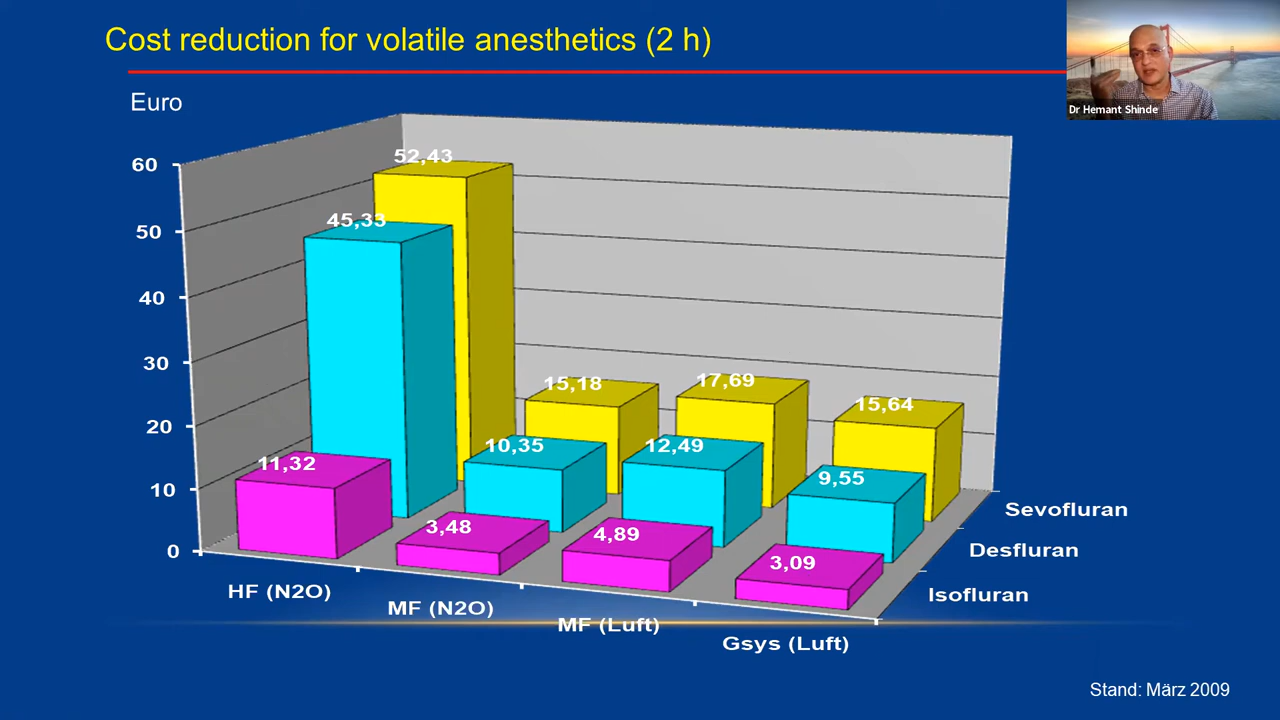 Cost reduction for volatile anesthetics (2 h)
Dr Hemant Shinde
Euro
60
50
40
30
20
10
0
52,43
45,33
11,32
15,18
10,35
3,48
17,69
12,49
4,89
15,64
9,55
3,09
Sevofluran
Desfluran
Isofluran
HF (N2O)
MF (N2O)
MF (Luft)
Gsys (Luft)
Stand: März 2009